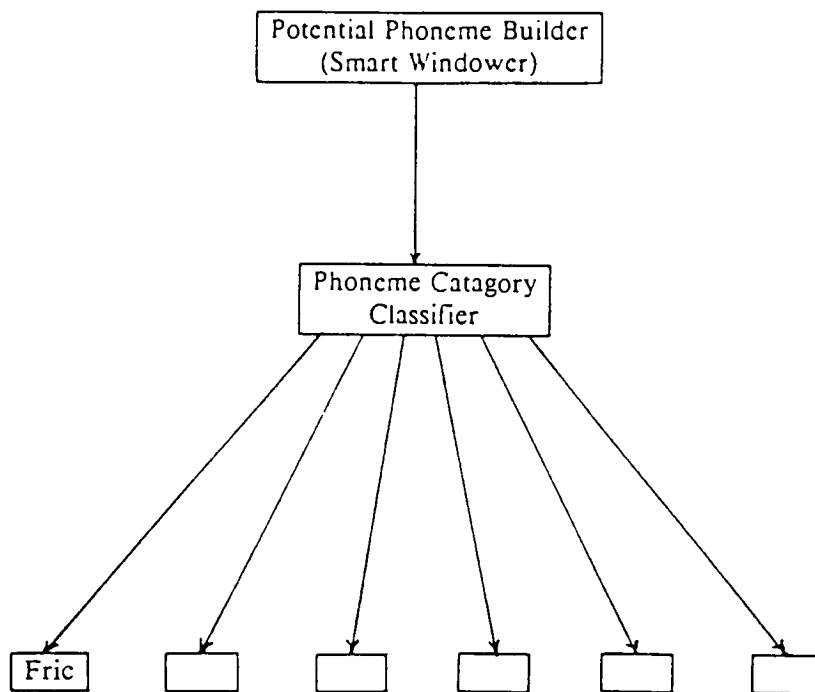 Potential Phoneme Builder
(Smart Windower)
Phoneme Catagory
Classifier
Fric